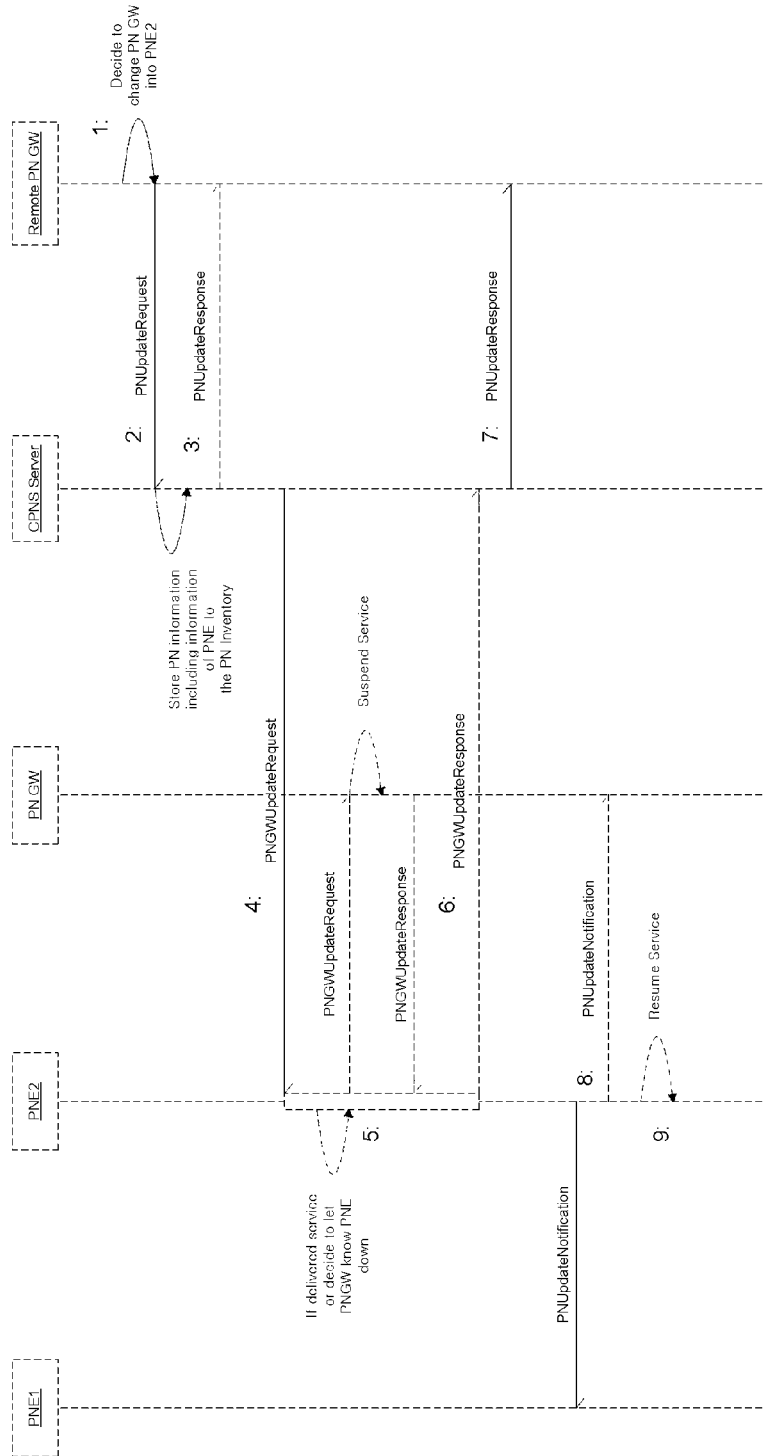 PNE1
PNE2
PN GW
CPNS Server
Remote PN GW
1:
Decide to
change PN GW
into PNE2
2:
PNUpdateRequest
Store PN information
including information
of PNE to
the PN Inventory
3:
PNUpdateResponse
4:
PNGWUpdateRequest
If delivered service
or decide to let
PNGW know PNE
down
5:
PNGWUpdateRequest
Suspend Service
PNGWUpdateResponse
6:
PNGWUpdateResponse
7:
PNUpdateResponse
PNUpdateNotification
8:
PNUpdateNotification
9:
Resume Service